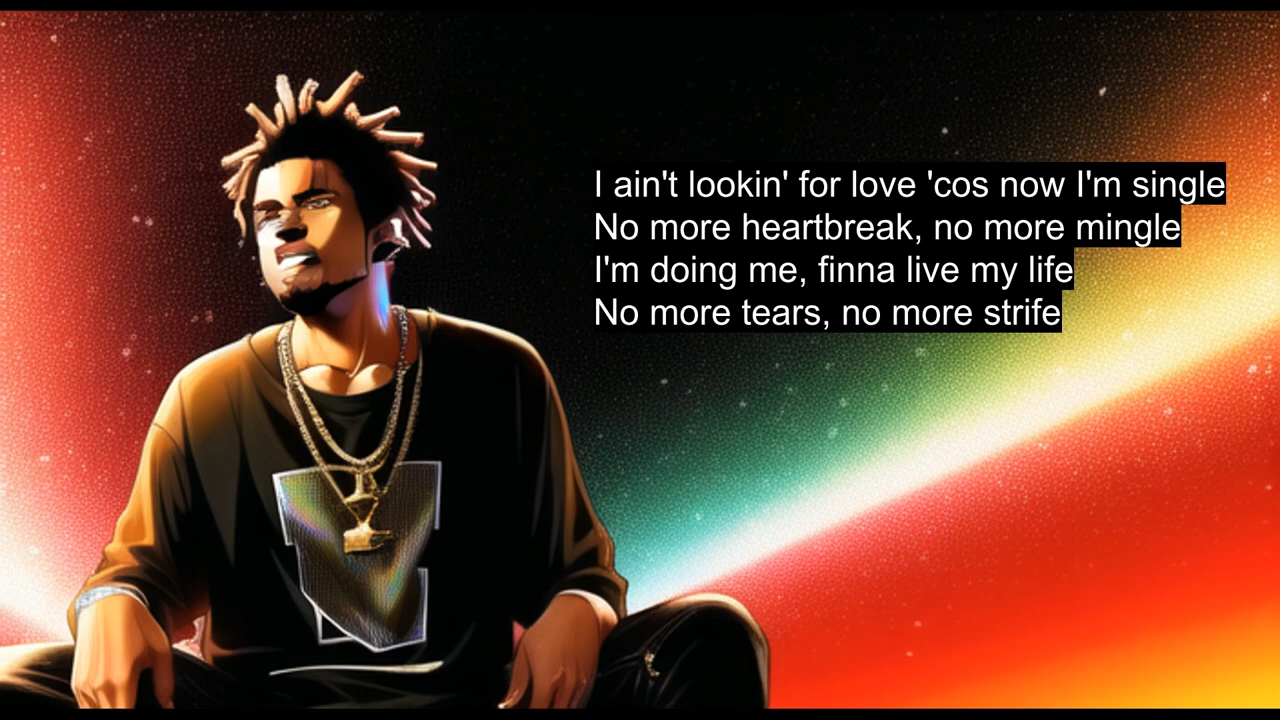 I ain't lookin' for love 'cos now I'm single
No more heartbreak, no more mingle
I'm doing me, finna live my life
No more tears, no more strife